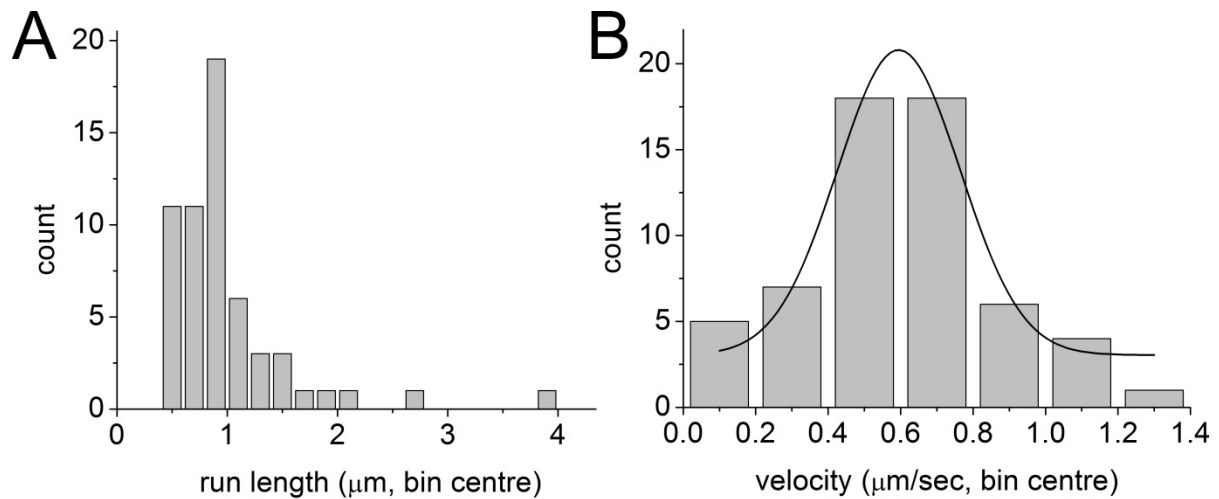 A
20
15
10
5
0
count
0 1 2 3 4
run length (μm, bin centre)
B
20
15
10
5
0
count
0.0 0.2 0.4 0.6 0.8 1.0 1.2 1.4
velocity (μm/sec, bin centre)